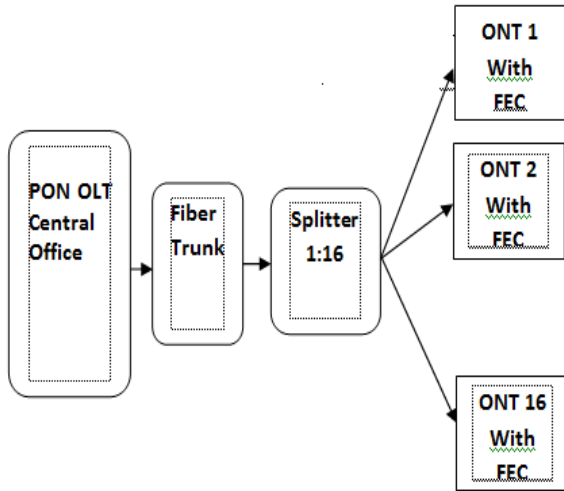 PON OLT
Central
Office
Fiber
Trunk
Splitter
1:16
ONT 1
With
FEC
ONT 2
With
FEC
ONT 16
With
FEC